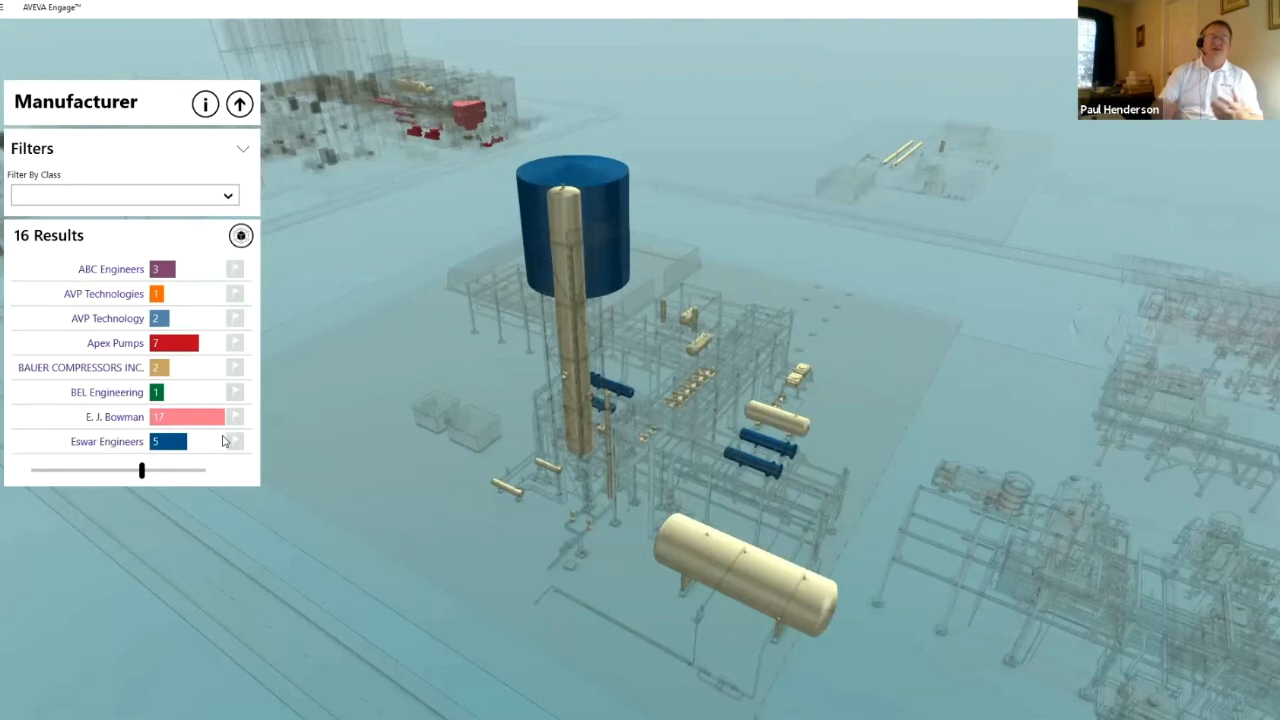 AVEVA Engage™
Paul Henderson
Manufacturer
Filters
Filter By Class
16 Results
ABC Engineers 3
AVP Technologies 1
AVP Technology 2
Apex Pumps 7
BAUER COMPRESSORS INC. 2
BEL Engineering 1
E. J. Bowman 17
Eswar Engineers 5